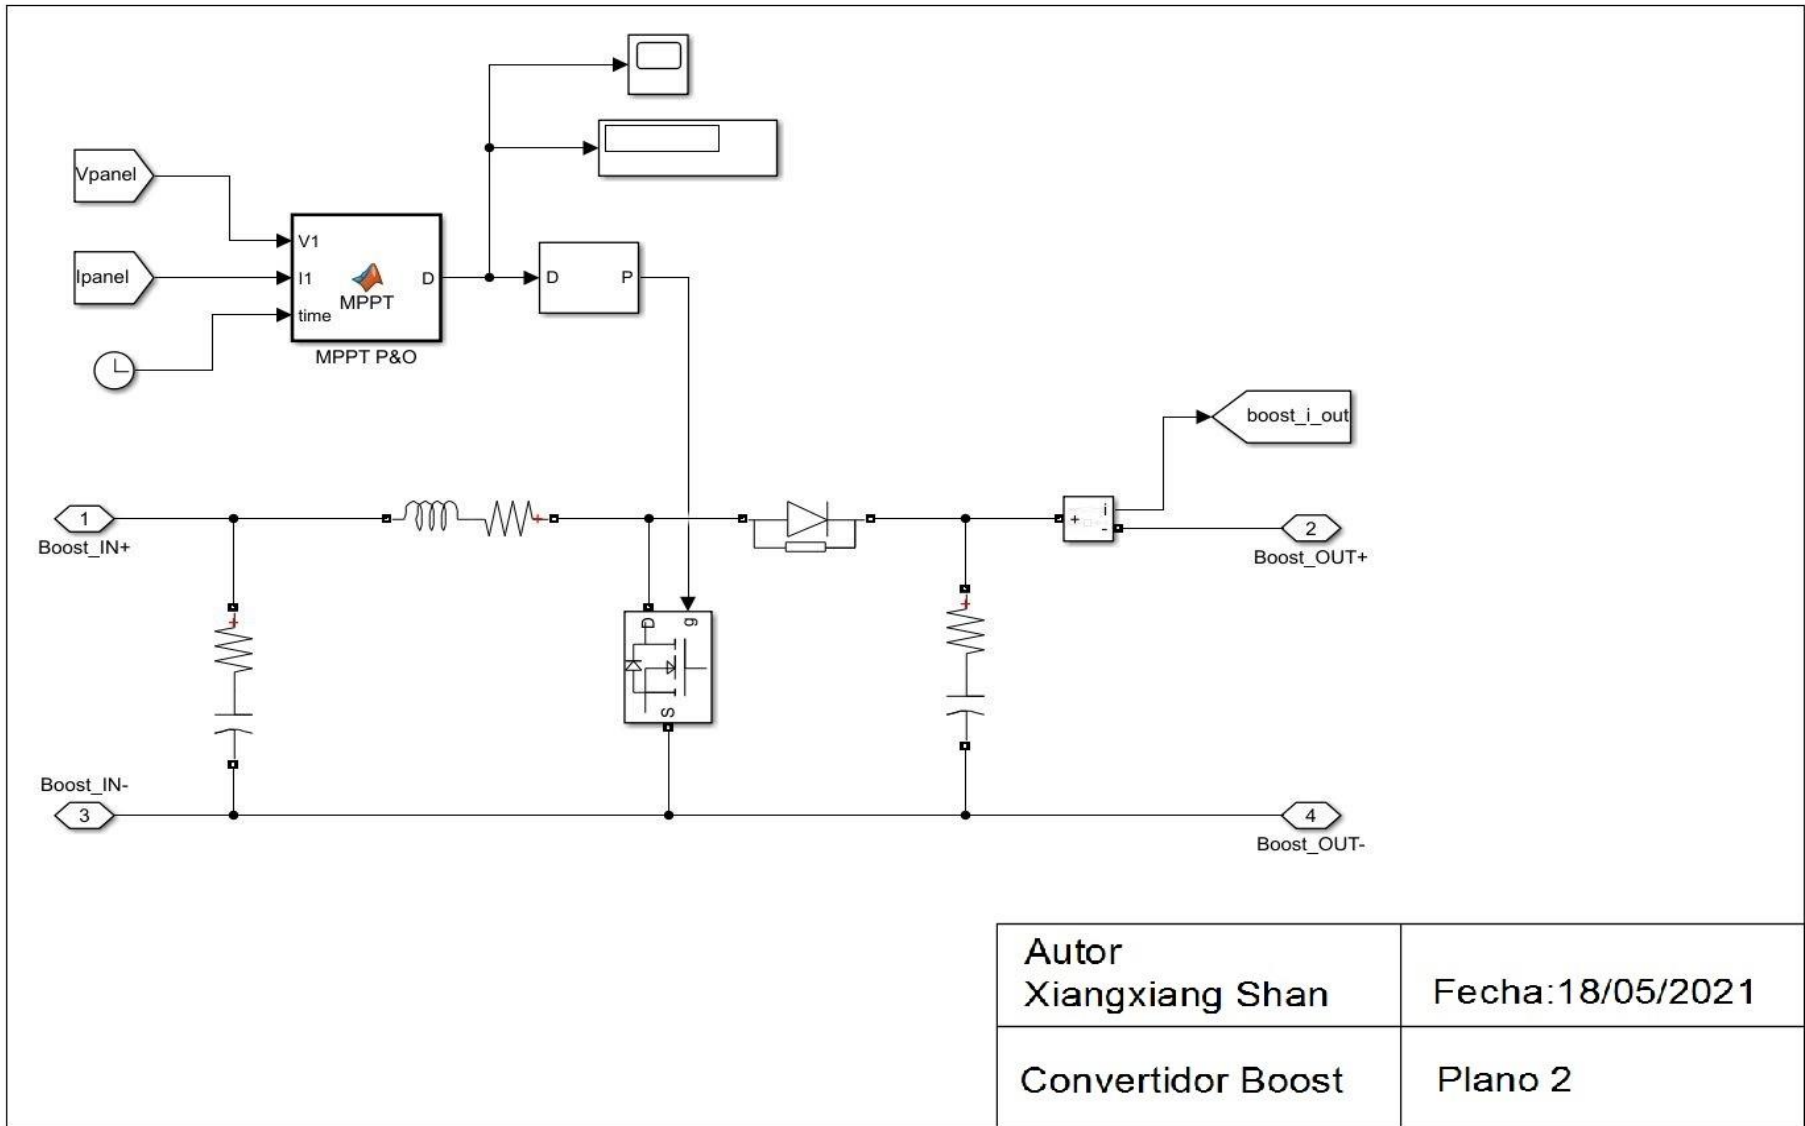 Vpanel
Ipanel
V1
I1
time
D
MPPT
MPPT P&O
D
P
boost_i_out
1
Boost_IN+
+
i
-
2
Boost_OUT+
D
g
S
Boost_IN-
3
4
Boost_OUT-
Autor
Xiangxiang Shan
Fecha:18/05/2021
Convertidor Boost
Plano 2